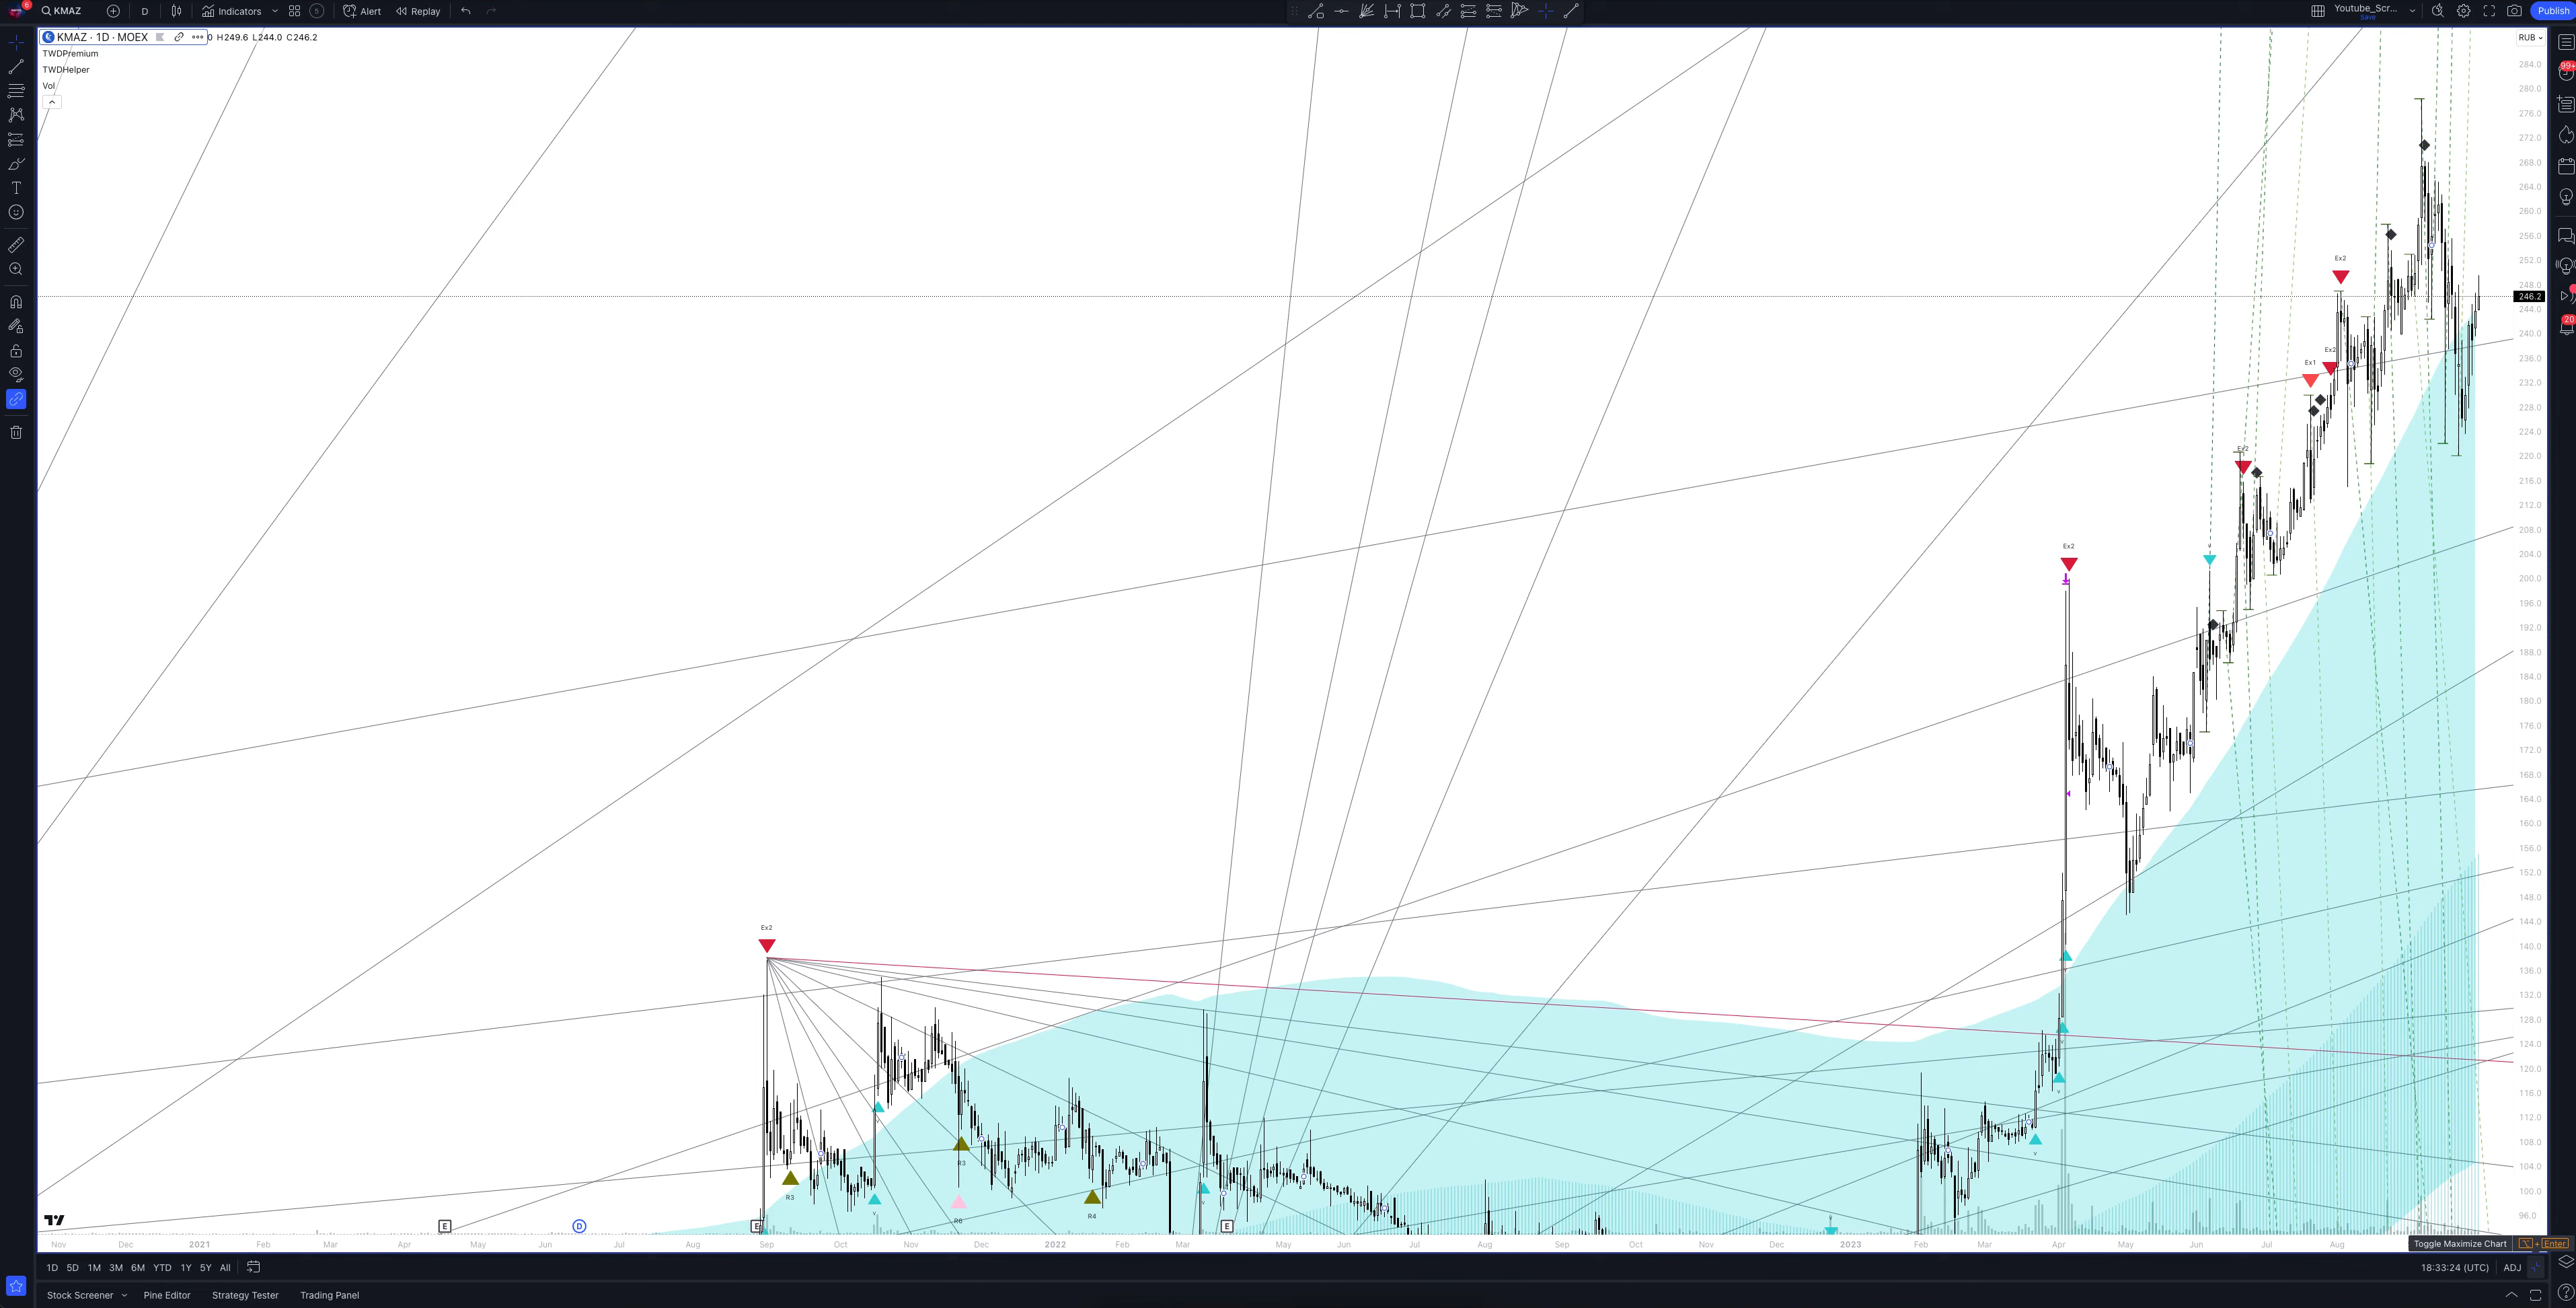 6
KMAZ
D
Indicators
5
Alert
Replay
Youtube_Scr...
Save
Publish
KMAZ · 1D · MOEX
0 H249.6 L244.0 C246.2
RUB
TWDPremium
TWDHelper
Vol
99+
20
284.0
280.0
276.0
272.0
268.0
264.0
260.0
256.0
252.0
248.0
246.2
244.0
240.0
236.0
232.0
228.0
224.0
220.0
216.0
212.0
208.0
204.0
200.0
196.0
192.0
188.0
184.0
180.0
176.0
172.0
168.0
164.0
160.0
156.0
152.0
148.0
144.0
140.0
136.0
132.0
128.0
124.0
120.0
116.0
112.0
108.0
104.0
100.0
96.0
Ex2
Ex2
Ex1
Ex2
Ex2
Ex2
R3
R3
R6
R4
v
v
v
v
v
E
D
E
E
Nov
Dec
2021
Feb
Mar
Apr
May
Jun
Jul
Aug
Sep
Oct
Nov
Dec
2022
Feb
Mar
May
Jun
Jul
Aug
Sep
Oct
Nov
Dec
2023
Feb
Mar
Apr
May
Jun
Jul
Aug
Toggle Maximize Chart ⌥ + Enter
1D 5D 1M 3M 6M YTD 1Y 5Y All
18:33:24 (UTC) ADJ
Stock Screener Pine Editor Strategy Tester Trading Panel